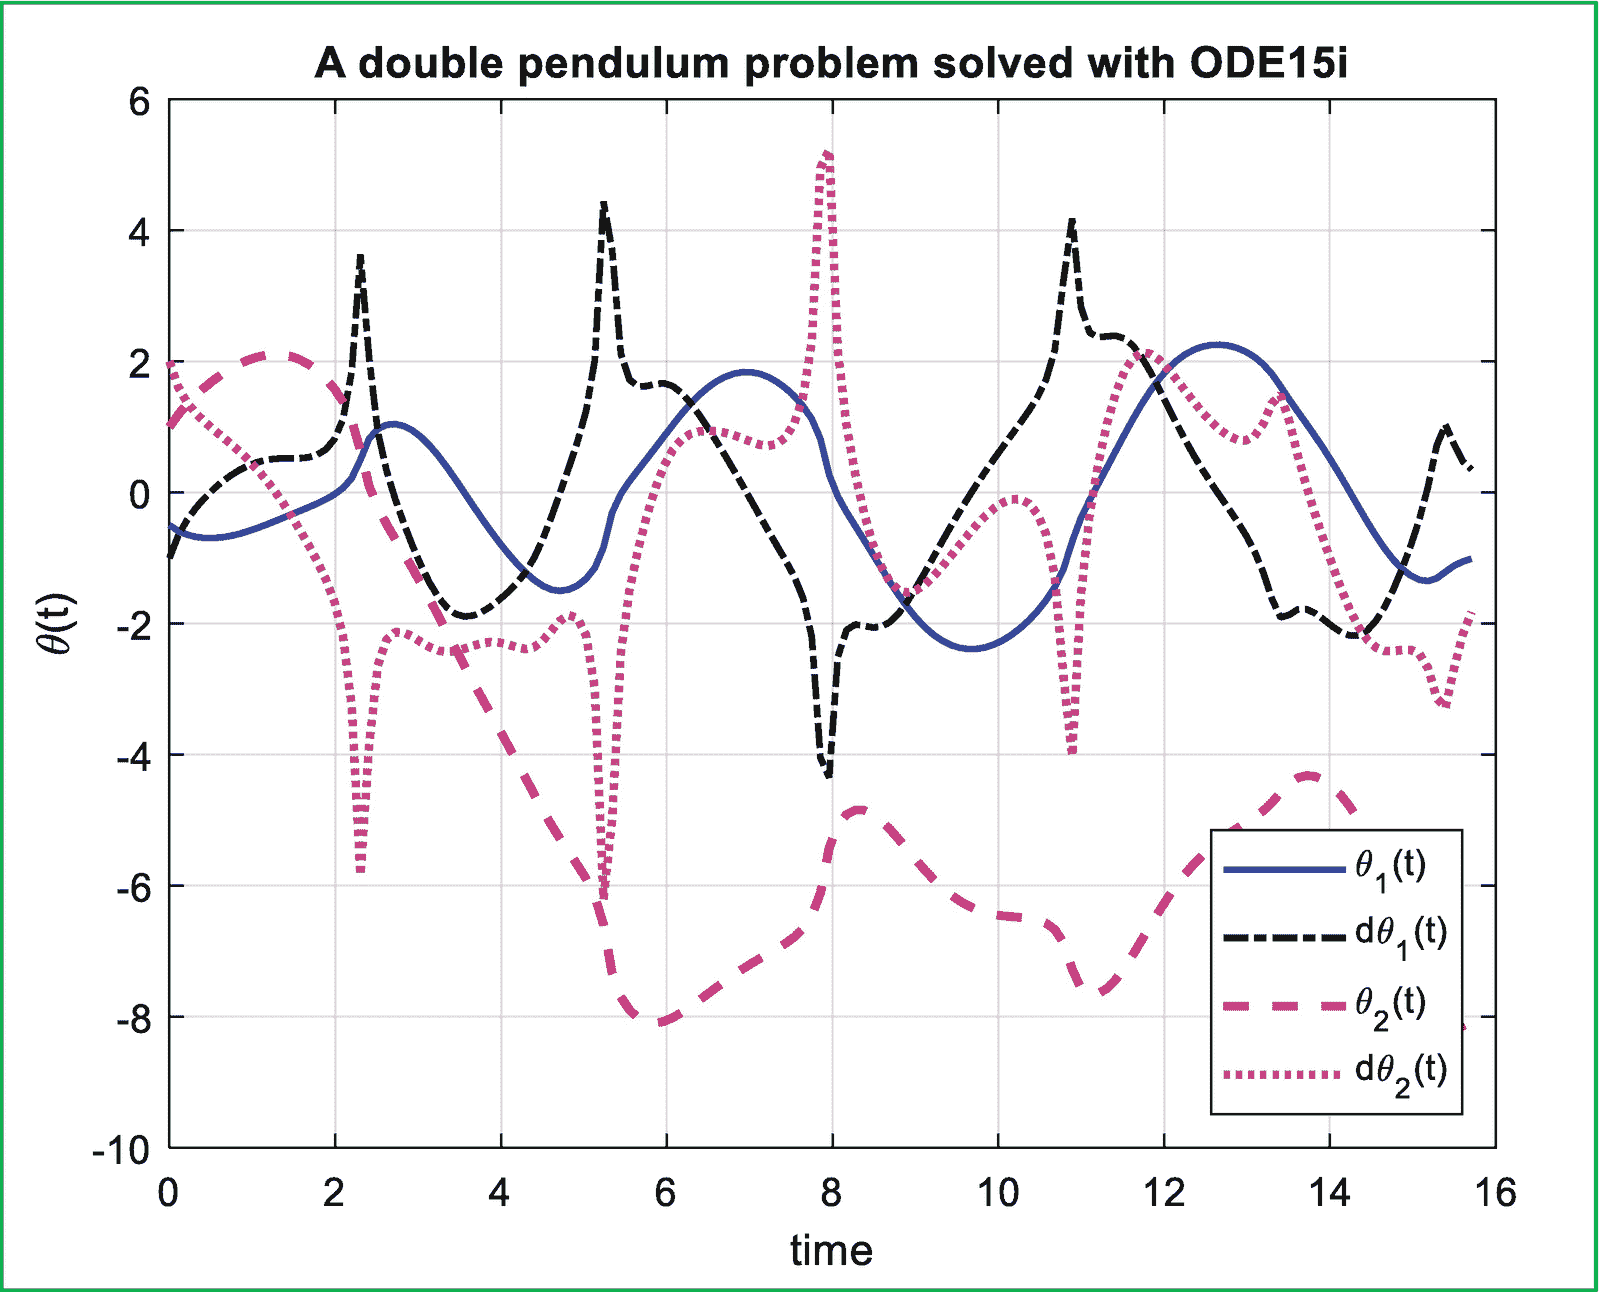 A double pendulum problem solved with ODE15i
6
4
2
0
-2
-4
-6
-8
-10
θ(t)
0 2 4 6 8 10 12 14 16
time
θ₁(t)
dθ₁(t)
θ₂(t)
dθ₂(t)